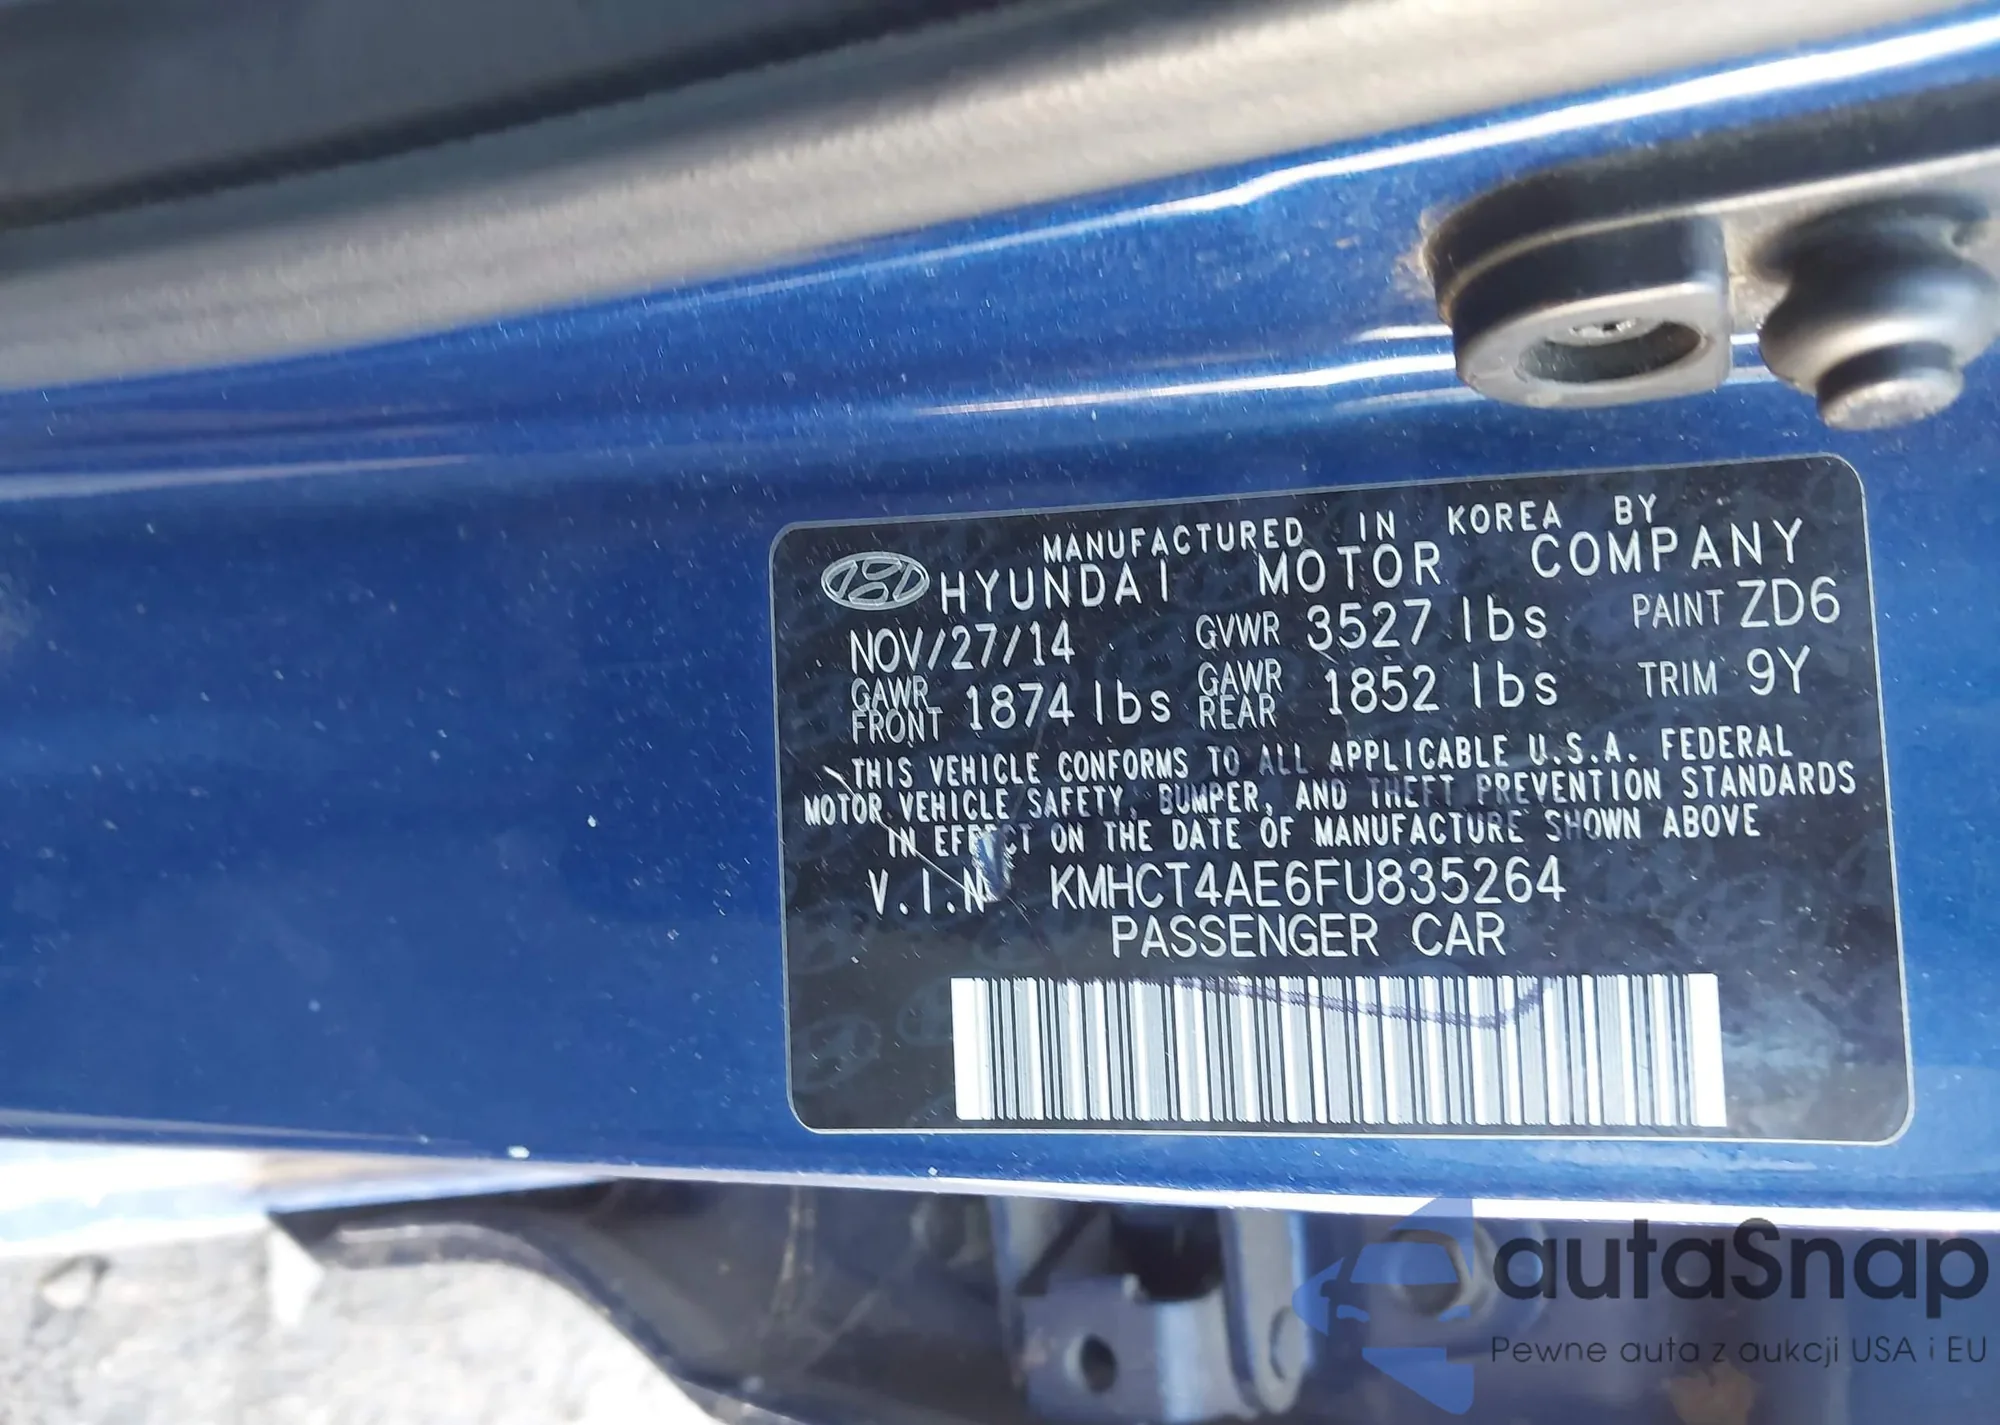 MANUFACTURED IN KOREA BY
HYUNDAI MOTOR COMPANY
NOV/27/14 GVWR 3527 lbs PAINT ZD6
GAWR FRONT 1874 lbs GAWR REAR 1852 lbs TRIM 9Y
THIS VEHICLE CONFORMS TO ALL APPLICABLE U.S.A. FEDERAL
MOTOR VEHICLE SAFETY, BUMPER, AND THEFT PREVENTION STANDARDS
IN EFFECT ON THE DATE OF MANUFACTURE SHOWN ABOVE
V.I.N KMHCT4AE6FU835264
PASSENGER CAR
autaSnap
Pewne auta z aukcji USA i EU